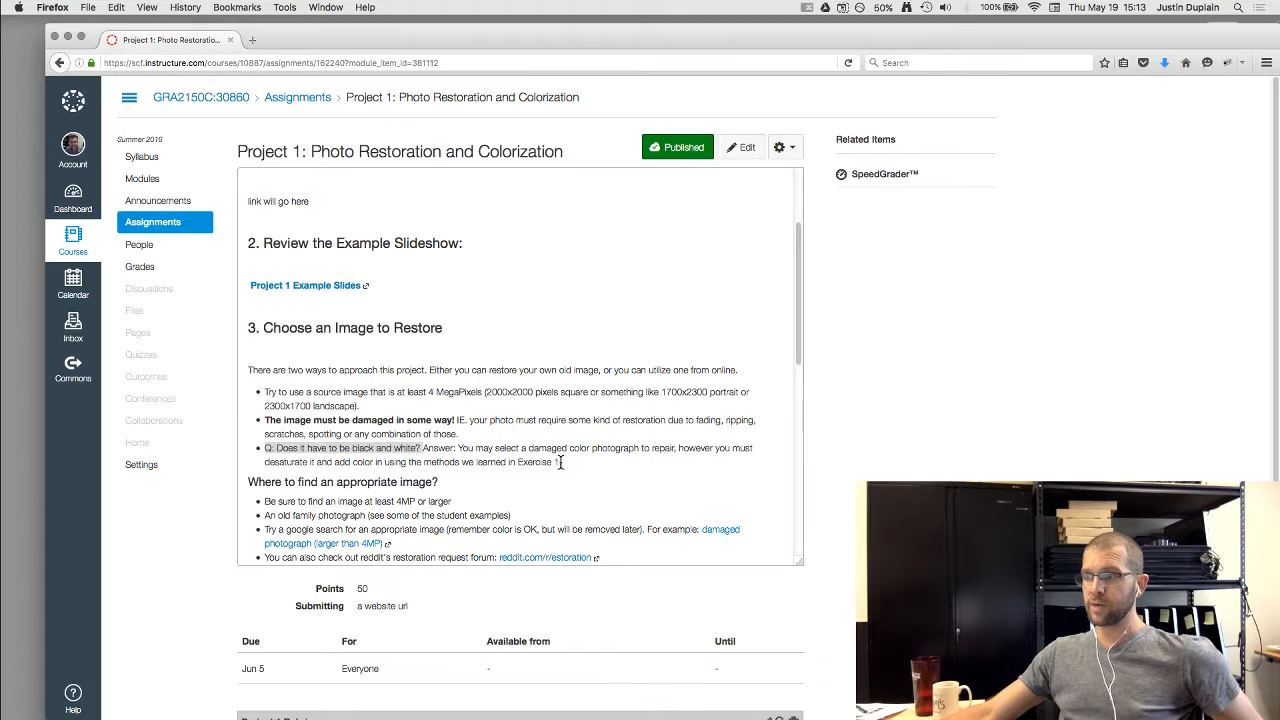 Firefox File Edit View History Bookmarks Tools Window Help 50% 100% Thu May 19 15:13 Justin Duplain
Project 1: Photo Restoratio...
https://scf.instructure.com/courses/10887/assignments/162240?module_item_id=381112 Search
GRA2150C:30860 > Assignments > Project 1: Photo Restoration and Colorization
Account
Dashboard
Courses
Calendar
Inbox
Commons
Help
Summer 2016
Syllabus
Modules
Announcements
Assignments
People
Grades
Discussions
Files
Pages
Quizzes
Outcomes
Conferences
Collaborations
Home
Settings
Project 1: Photo Restoration and Colorization
Published Edit
link will go here
2. Review the Example Slideshow:
Project 1 Example Slides
3. Choose an Image to Restore
There are two ways to approach this project. Either you can restore your own old image, or you can utilize one from online.
Try to use a source image that is at least 4 MegaPixels (2000x2000 pixels square or something like 1700x2300 portrait or
2300x1700 landscape).
The image must be damaged in some way! IE. your photo must require some kind of restoration due to fading, ripping,
scratches, spotting or any combination of those.
Q: Does it have to be black and white? Answer: You may select a damaged color photograph to repair, however you must
desaturate it and add color in using the methods we learned in Exercise 1
Where to find an appropriate image?
Be sure to find an image at least 4MP or larger
An old family photograph (see some of the student examples)
Try a google search for an appropriate image (remember color is OK, but will be removed later). For example: damaged
photograph (larger than 4MP)
You can also check out reddit's restoration request forum: reddit.com/r/estoration
Points 50
Submitting a website url
Due For Available from Until
Jun 5 Everyone - -
Related Items
SpeedGrader™